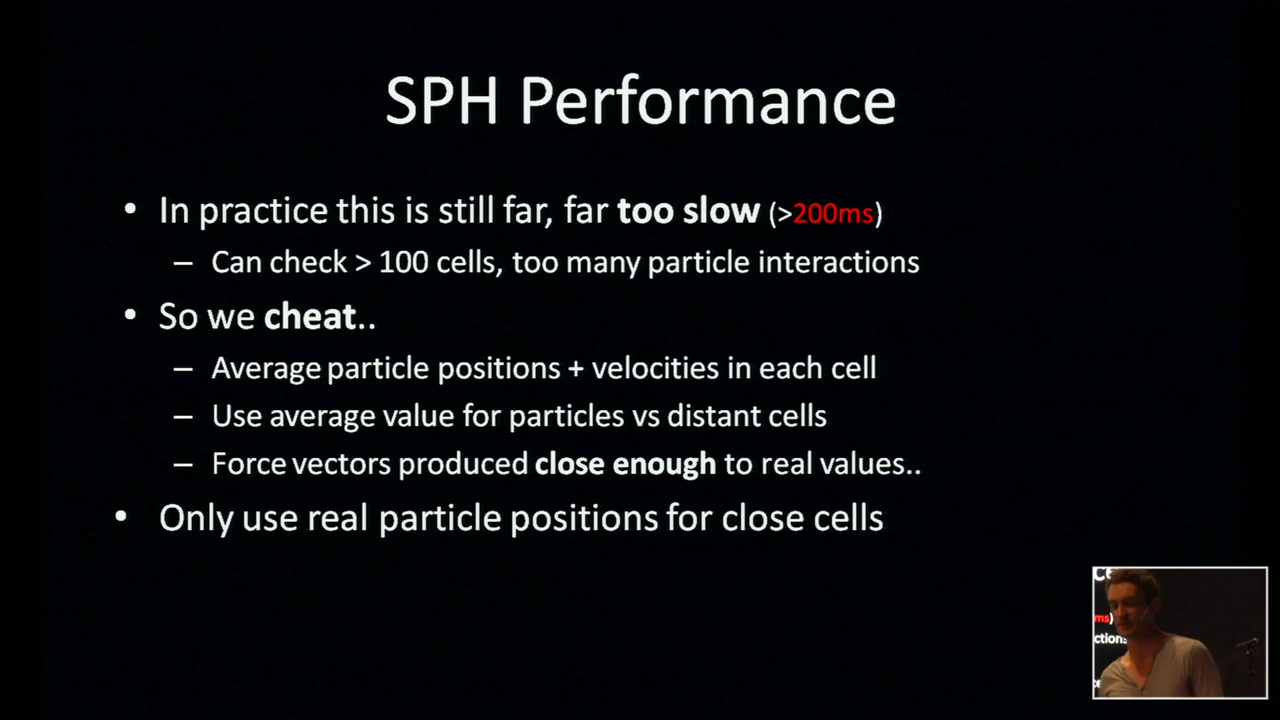 SPH Performance
• In practice this is still far, far too slow (>200ms)
– Can check > 100 cells, too many particle interactions
• So we cheat..
– Average particle positions + velocities in each cell
– Use average value for particles vs distant cells
– Force vectors produced close enough to real values..
• Only use real particle positions for close cells
ms)